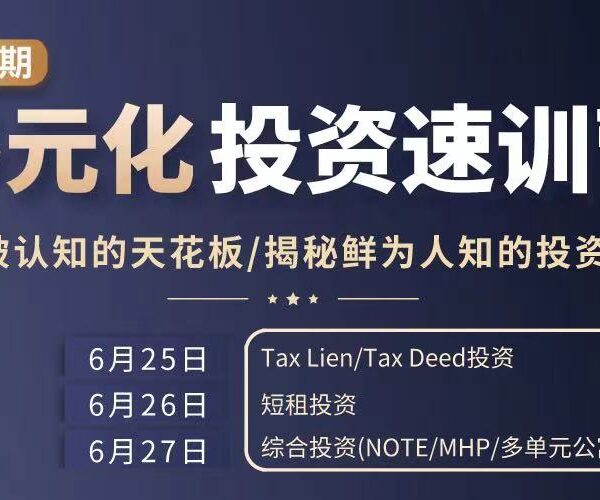 期
元化投资速训
认知的天花板/揭秘鲜为人知的投资
6月25日
Tax Lien/Tax Deed投资
6月26日
短租投资
6月27日
综合投资(NOTE/MHP/多单元公寓